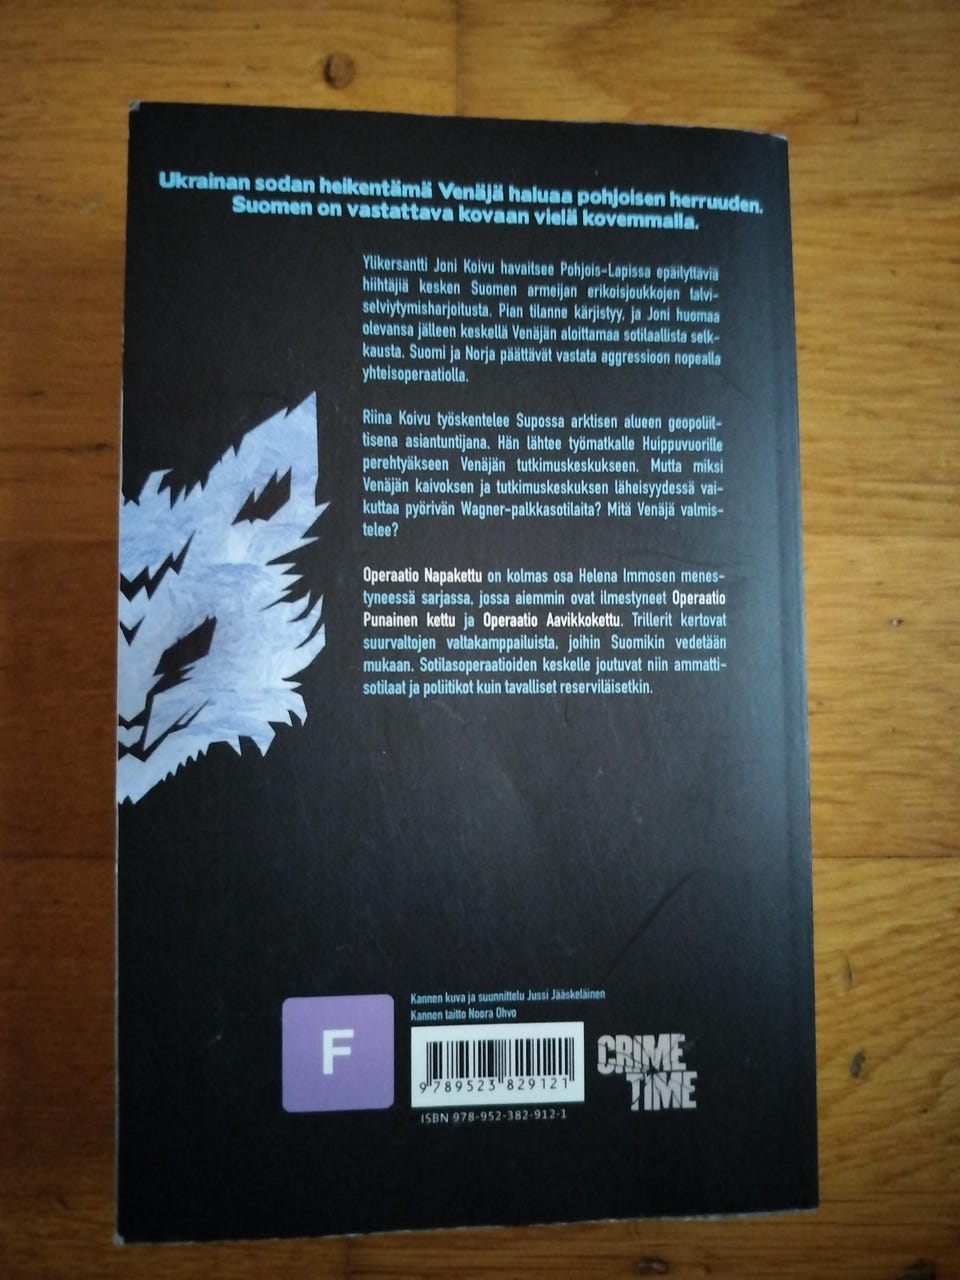 Ukrainan sodan heikentämä Venäjä haluaa pohjoisen herruuden.
Suomen on vastattava kovaan vielä kovemmalla.
Ylikersantti Joni Koivu havaitsee Pohjois-Lapissa epäilyttäviä
hiihtäjiä kesken Suomen armeijan erikoisjoukkojen talvi-
selviytymisharjoitusta. Pian tilanne kärjistyy, ja Joni huomaa
olevansa jälleen keskellä Venäjän aloittamaa sotilaallista selk-
kausta. Suomi ja Norja päättävät vastata aggressioon nopealla
yhteisoperaatiolla.
Riina Koivu työskentelee Supossa arktisen alueen geopoliit-
tisena asiantuntijana. Hän lähtee työmatkalle Huippuvuorille
perehtyäkseen Venäjän tutkimuskeskukseen. Mutta miksi
Venäjän kaivoksen ja tutkimuskeskuksen läheisyydessä vai-
kuttaa pyörivän Wagner-palkkasotilaita? Mitä Venäjä valmis-
telee?
Operaatio Napakettu on kolmas osa Helena Immosen menes-
tyneessä sarjassa, jossa aiemmin ovat ilmestyneet Operaatio
Punainen kettu ja Operaatio Aavikkokettu. Trillerit kertovat
suurvaltojen valtakamppailuista, joihin Suomikin vedetään
mukaan. Sotilasoperaatioiden keskelle joutuvat niin ammatti-
sotilaat ja poliitikot kuin tavalliset reserviläisetkin.
Kannen kuva ja suunnittelu Jussi Jääskeläinen
Kannen taitto Noora Ohvo
F
9 789523 829121
ISBN 978-952-382-912-1
CRIME
TIME